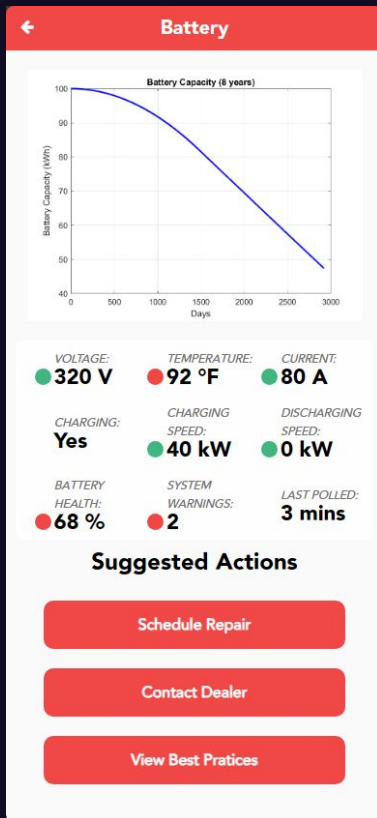 Battery
Battery Capacity (8 years)
Battery Capacity (kWh)
100
90
80
70
60
50
40
0 500 1000 1500 2000 2500 3000
Days
VOLTAGE: TEMPERATURE: CURRENT:
320 V 92 °F 80 A
CHARGING: CHARGING SPEED: DISCHARGING SPEED:
Yes 40 kW 0 kW
BATTERY HEALTH: SYSTEM WARNINGS: LAST POLLED:
68 % 2 3 mins
Suggested Actions
Schedule Repair
Contact Dealer
View Best Pratices